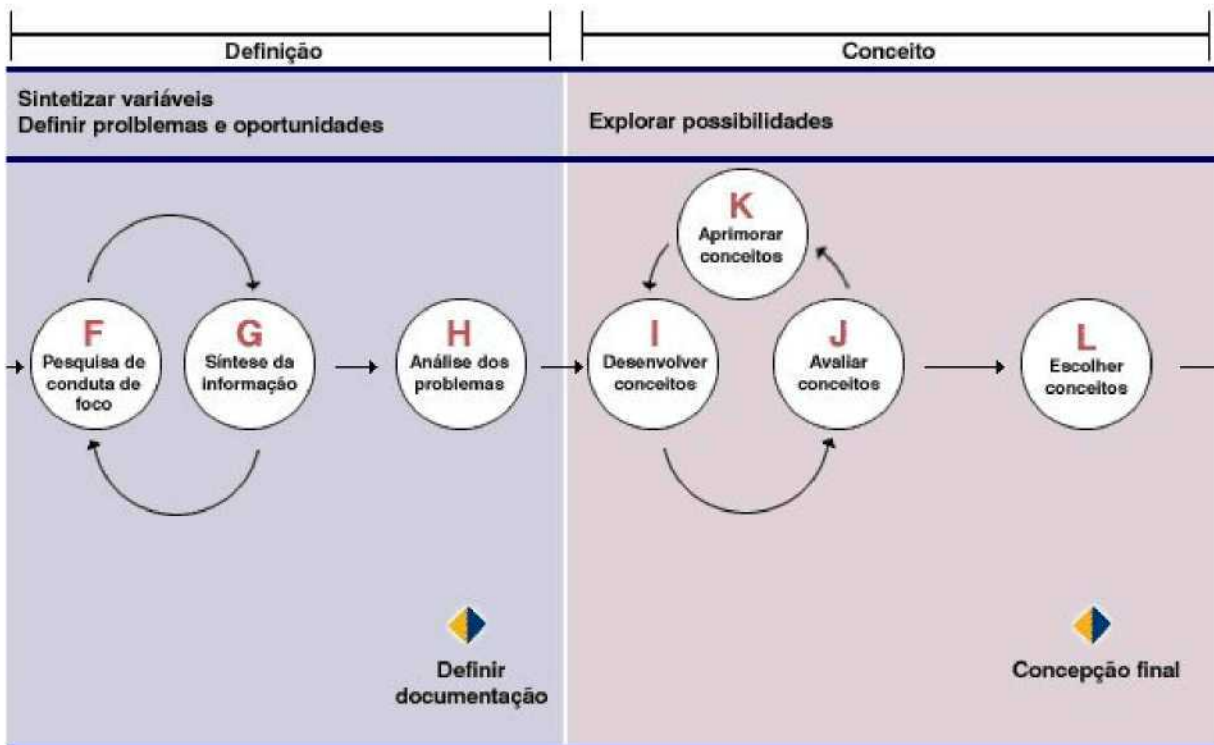 Definição
Conceito
Sintetizar variáveis
Definir prolblemas e oportunidades
Explorar possibilidades
K
Aprimorar
conceitos
F
Pesquisa de
conduta de
foco
G
Síntese da
informação
H
Análise dos
problemas
I
Desenvolver
conceitos
J
Avaliar
conceitos
L
Escolher
conceitos
Definir
documentação
Concepção final